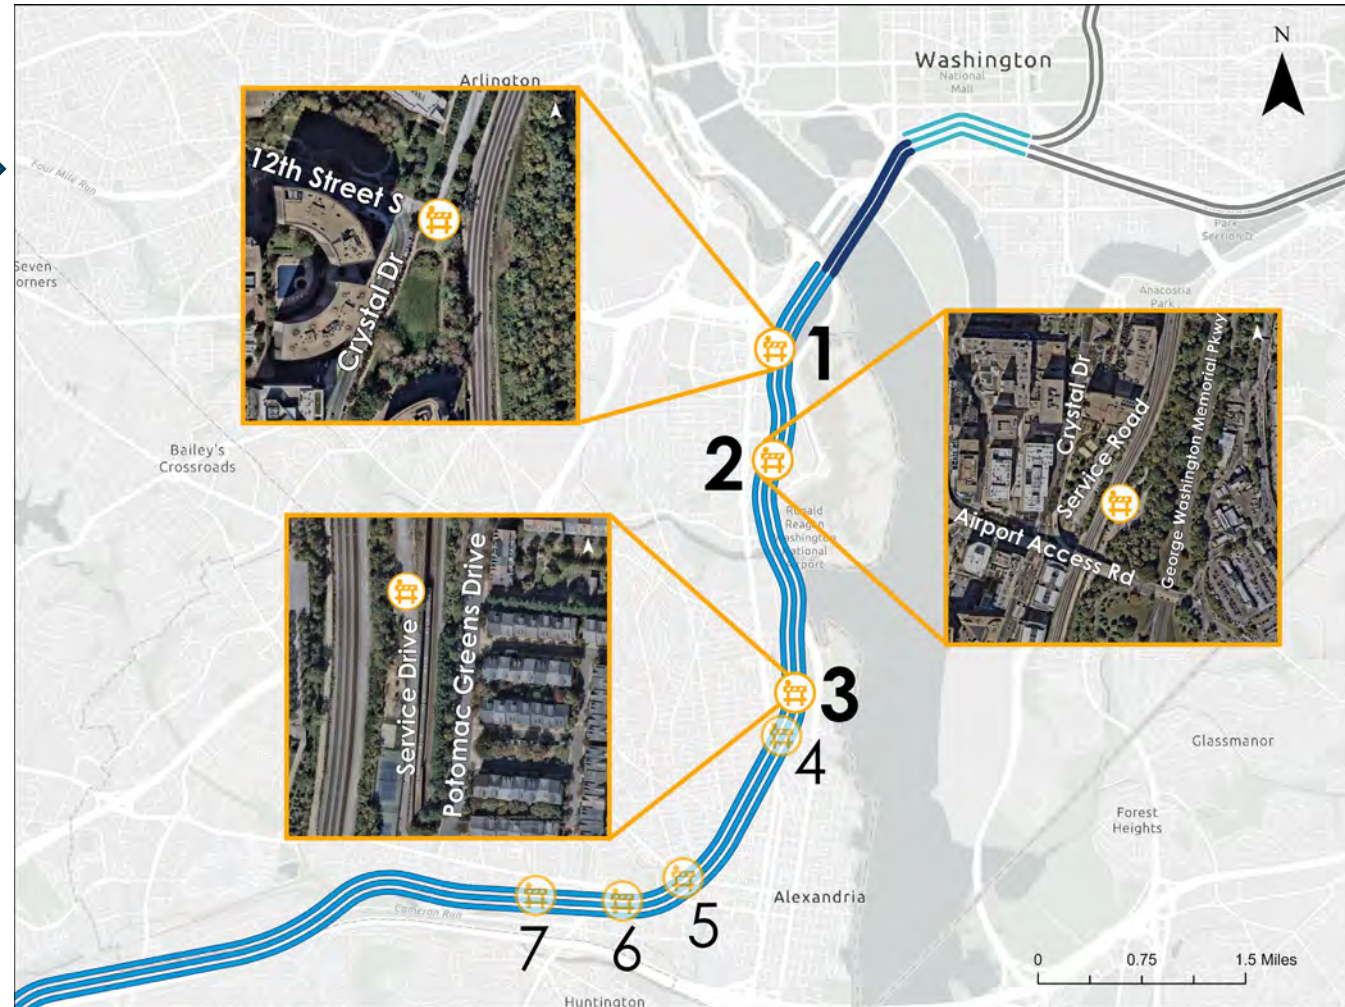 Washington
National
Mall
N
Arlington
12th Street S
Crystal Dr
Four Mile Run
Seven
orners
Park
Anacostia
Park
1
Crystal Dr
Service Road
George Washington Memorial Pkwy
Airport Access Rd
Bailey's
Crossroads
2
Ronald
Reagan
Washington
National
Airport
Service Drive
Potomac Greens Drive
3
4
Glassmanor
Forest
Heights
Alexandria
5
6
7
Cameron Run
Huntington
0 0.75 1.5 Miles